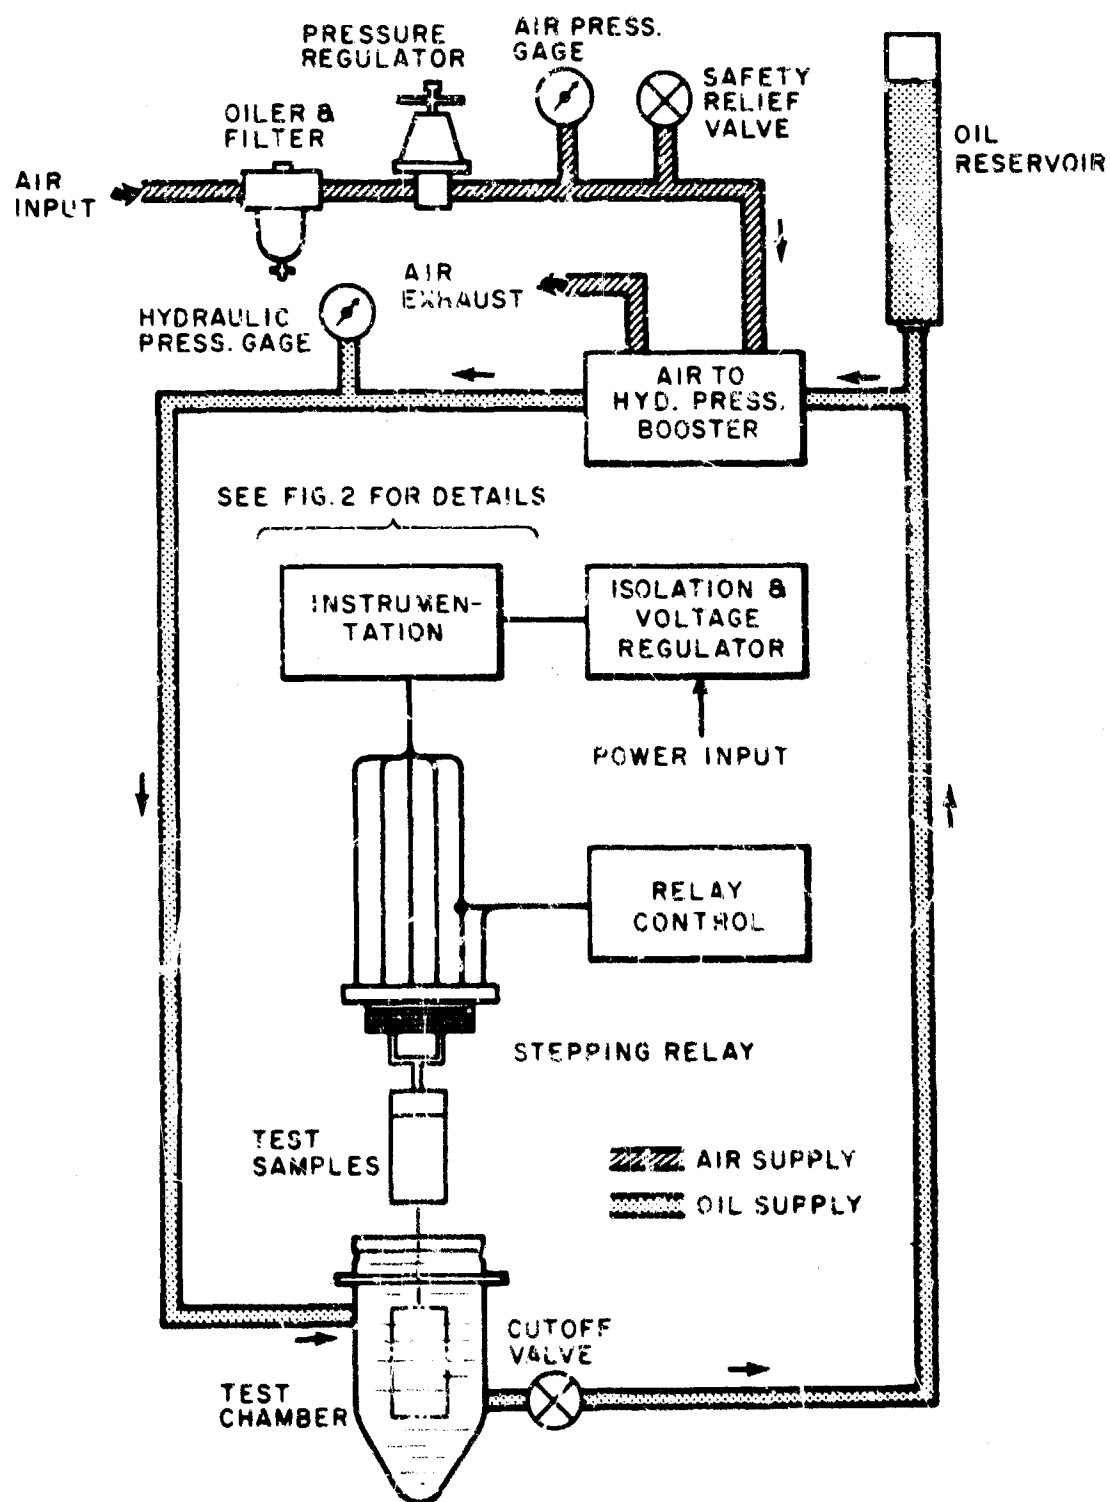 PRESSURE
REGULATOR
AIR PRESS.
GAGE
SAFETY
RELIEF
VALVE
OILER &
FILTER
OIL
RESERVOIR
AIR
INPUT
AIR
EXHAUST
HYDRAULIC
PRESS. GAGE
AIR TO
HYD. PRESS.
BOOSTER
SEE FIG. 2 FOR DETAILS
INSTRUMEN-
TATION
ISOLATION &
VOLTAGE
REGULATOR
POWER INPUT
RELAY
CONTROL
STEPPING RELAY
TEST
SAMPLES
AIR SUPPLY
OIL SUPPLY
CUTOFF
VALVE
TEST
CHAMBER